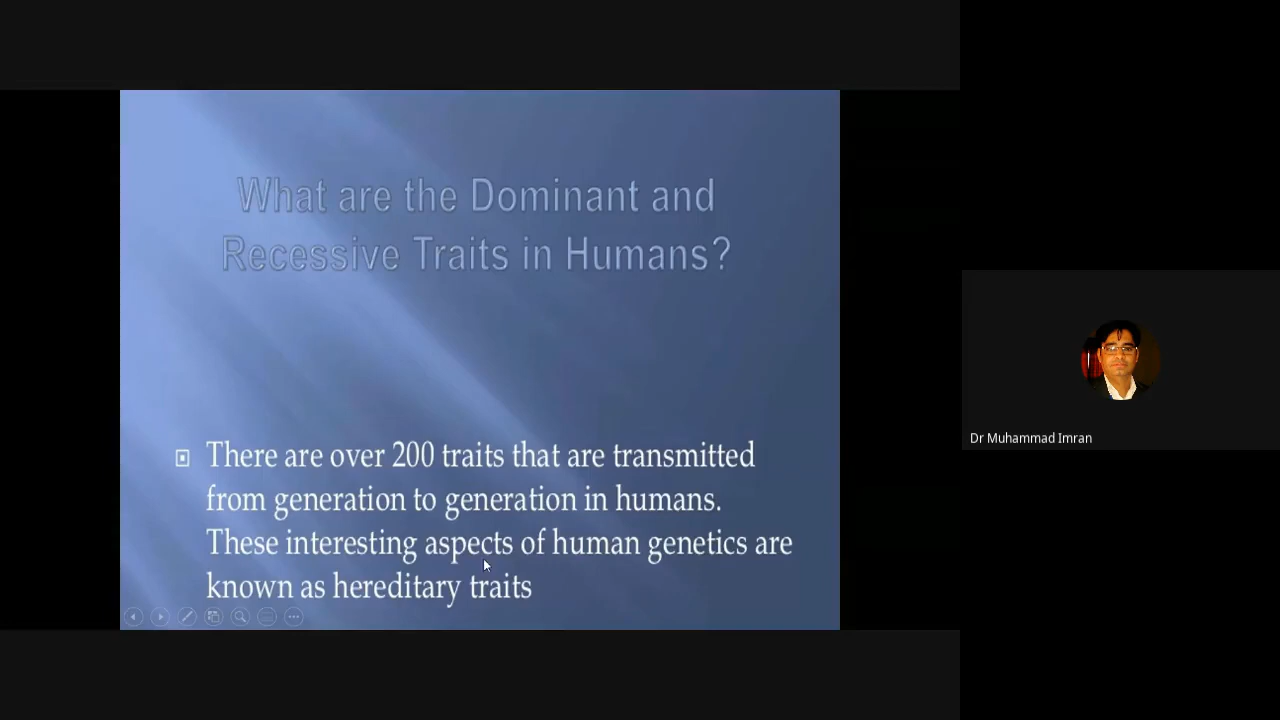 What are the Dominant and
Recessive Traits in Humans?
There are over 200 traits that are transmitted
from generation to generation in humans.
These interesting aspects of human genetics are
known as hereditary traits
Dr Muhammad Imran